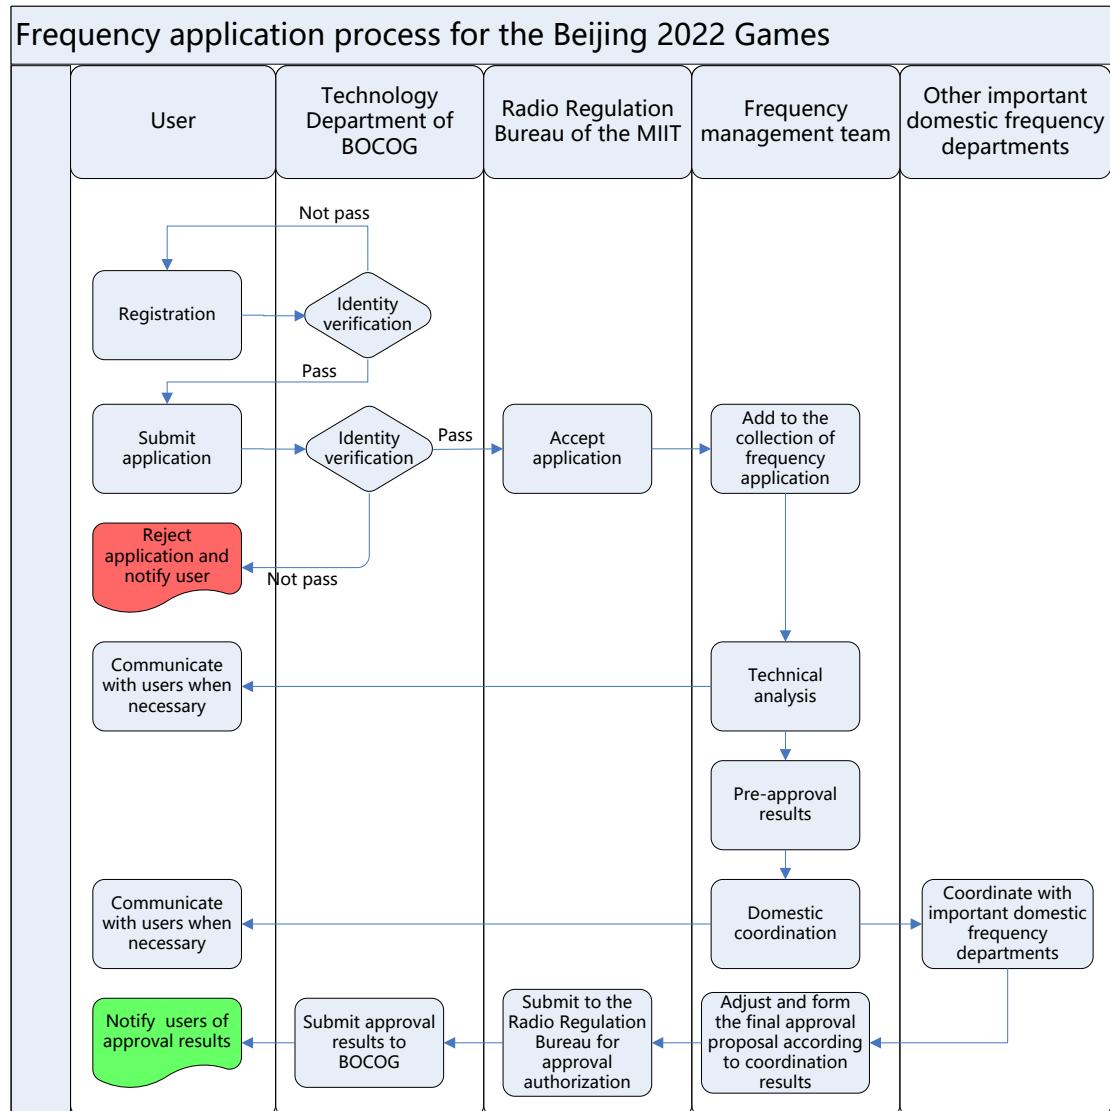 Frequency application process for the Beijing 2022 Games
User
Technology
Department of
BOCOG
Radio Regulation
Bureau of the MIIT
Frequency
management team
Other important
domestic frequency
departments
Not pass
Registration
Identity
verification
Pass
Submit
application
Identity
verification
Pass
Accept
application
Add to the
collection of
frequency
application
Reject
application and
notify user
Not pass
Communicate
with users when
necessary
Technical
analysis
Pre-approval
results
Communicate
with users when
necessary
Domestic
coordination
Coordinate with
important domestic
frequency
departments
Notify users of
approval results
Submit approval
results to
BOCOG
Submit to the
Radio Regulation
Bureau for
approval
authorization
Adjust and form
the final approval
proposal according
to coordination
results